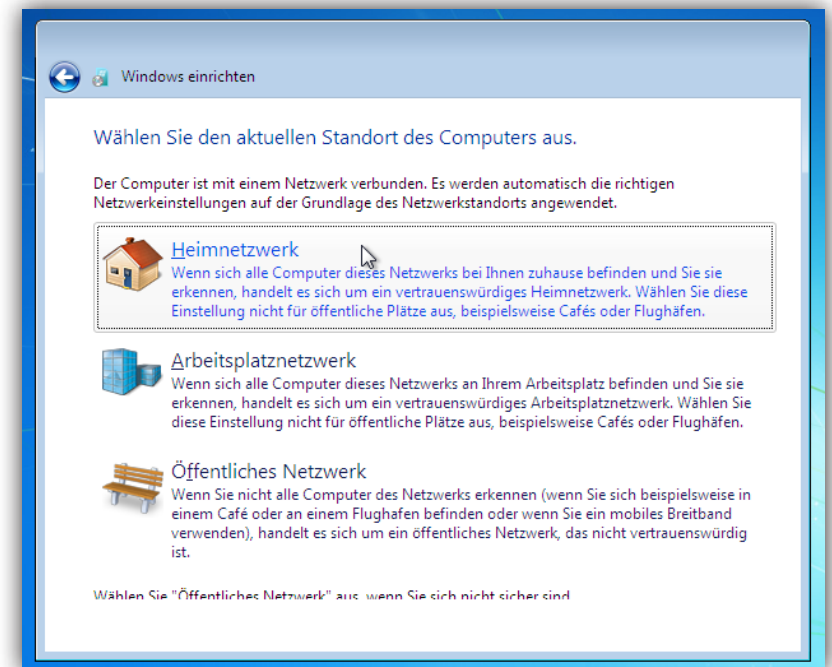 Windows einrichten
Wählen Sie den aktuellen Standort des Computers aus.
Der Computer ist mit einem Netzwerk verbunden. Es werden automatisch die richtigen
Netzwerkeinstellungen auf der Grundlage des Netzwerkstandorts angewendet.
Heimnetzwerk
Wenn sich alle Computer dieses Netzwerks bei Ihnen zuhause befinden und Sie sie
erkennen, handelt es sich um ein vertrauenswürdiges Heimnetzwerk. Wählen Sie diese
Einstellung nicht für öffentliche Plätze aus, beispielsweise Cafés oder Flughäfen.
Arbeitsplatznetzwerk
Wenn sich alle Computer dieses Netzwerks an Ihrem Arbeitsplatz befinden und Sie sie
erkennen, handelt es sich um ein vertrauenswürdiges Arbeitsplatznetzwerk. Wählen Sie
diese Einstellung nicht für öffentliche Plätze aus, beispielsweise Cafés oder Flughäfen.
Öffentliches Netzwerk
Wenn Sie nicht alle Computer des Netzwerks erkennen (wenn Sie sich beispielsweise in
einem Café oder an einem Flughafen befinden oder wenn Sie ein mobiles Breitband
verwenden), handelt es sich um ein öffentliches Netzwerk, das nicht vertrauenswürdig
ist.
Wählen Sie "Öffentliches Netzwerk" aus, wenn Sie sich nicht sicher sind